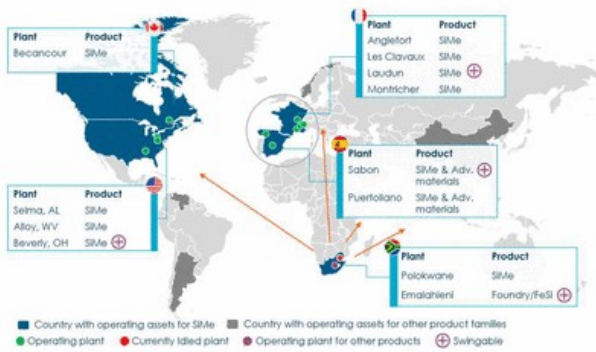 Plant Product
Becancour SiMe
Plant Product
Anglefort SiMe
Les Clavaux SiMe
Laudun SiMe
Montricher SiMe
Plant Product
Sabon SiMe & Adv.
materials
Puertollano SiMe & Adv.
materials
Plant Product
Selma, AL SiMe
Alloy, WV SiMe
Beverly, OH SiMe
Plant Product
Polokwane SiMe
Emalahleni Foundry/FeSi
Country with operating assets for SiMe Country with operating assets for other product families
Operating plant Currently Idled plant Operating plant for other products Swingable